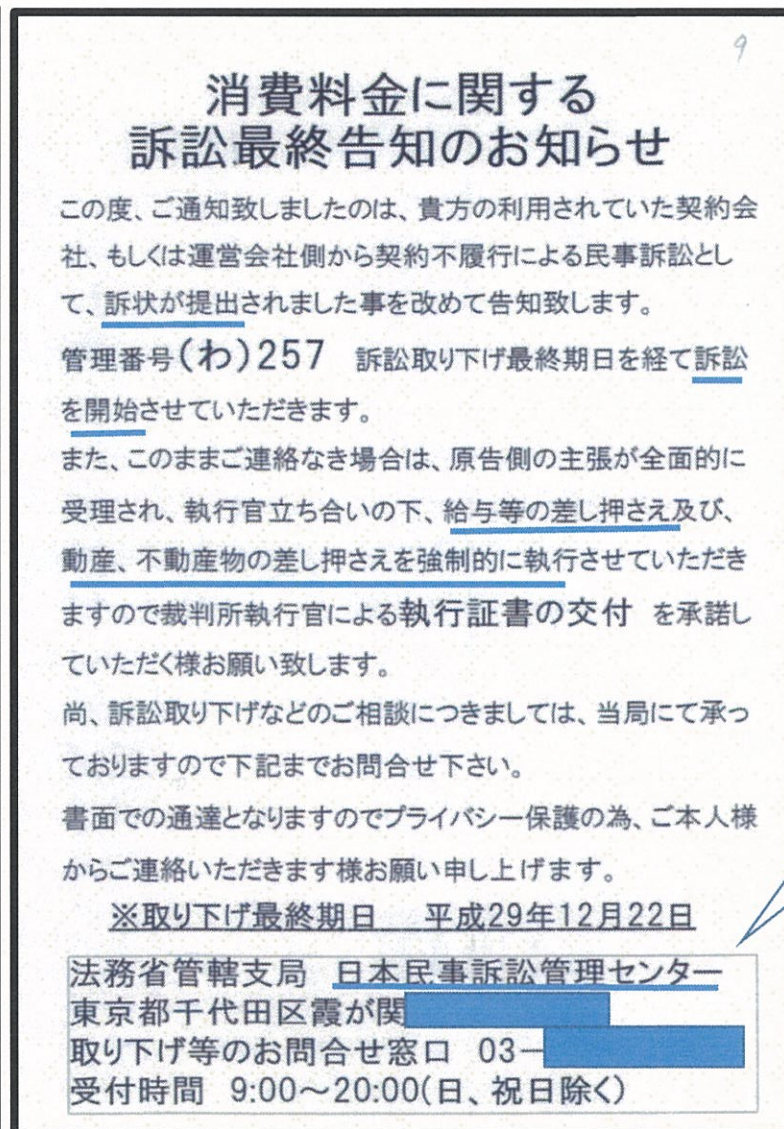 9
消費料金に関する
訴訟最終告知のお知らせ
この度、ご通知致しましたのは、貴方の利用されていた契約会
社、もしくは運営会社側から契約不履行による民事訴訟とし
て、訴状が提出されました事を改めて告知致します。
管理番号(わ)257 訴訟取り下げ最終期日を経て訴訟
を開始させていただきます。
また、このままご連絡なき場合は、原告側の主張が全面的に
受理され、執行官立ち合いの下、給与等の差し押さえ及び、
動産、不動産物の差し押さえを強制的に執行させていただき
ますので裁判所執行官による執行証書の交付 を承諾し
ていただく様お願い致します。
尚、訴訟取り下げなどのご相談につきましては、当局にて承っ
ておりますので下記までお問合せ下さい。
書面での通達となりますのでプライバシー保護の為、ご本人様
からご連絡いただきます様お願い申し上げます。
※取り下げ最終期日 平成29年12月22日
法務省管轄支局 日本民事訴訟管理センター
東京都千代田区霞が関
取り下げ等のお問合せ窓口 03－
受付時間 9:00～20:00(日、祝日除く)